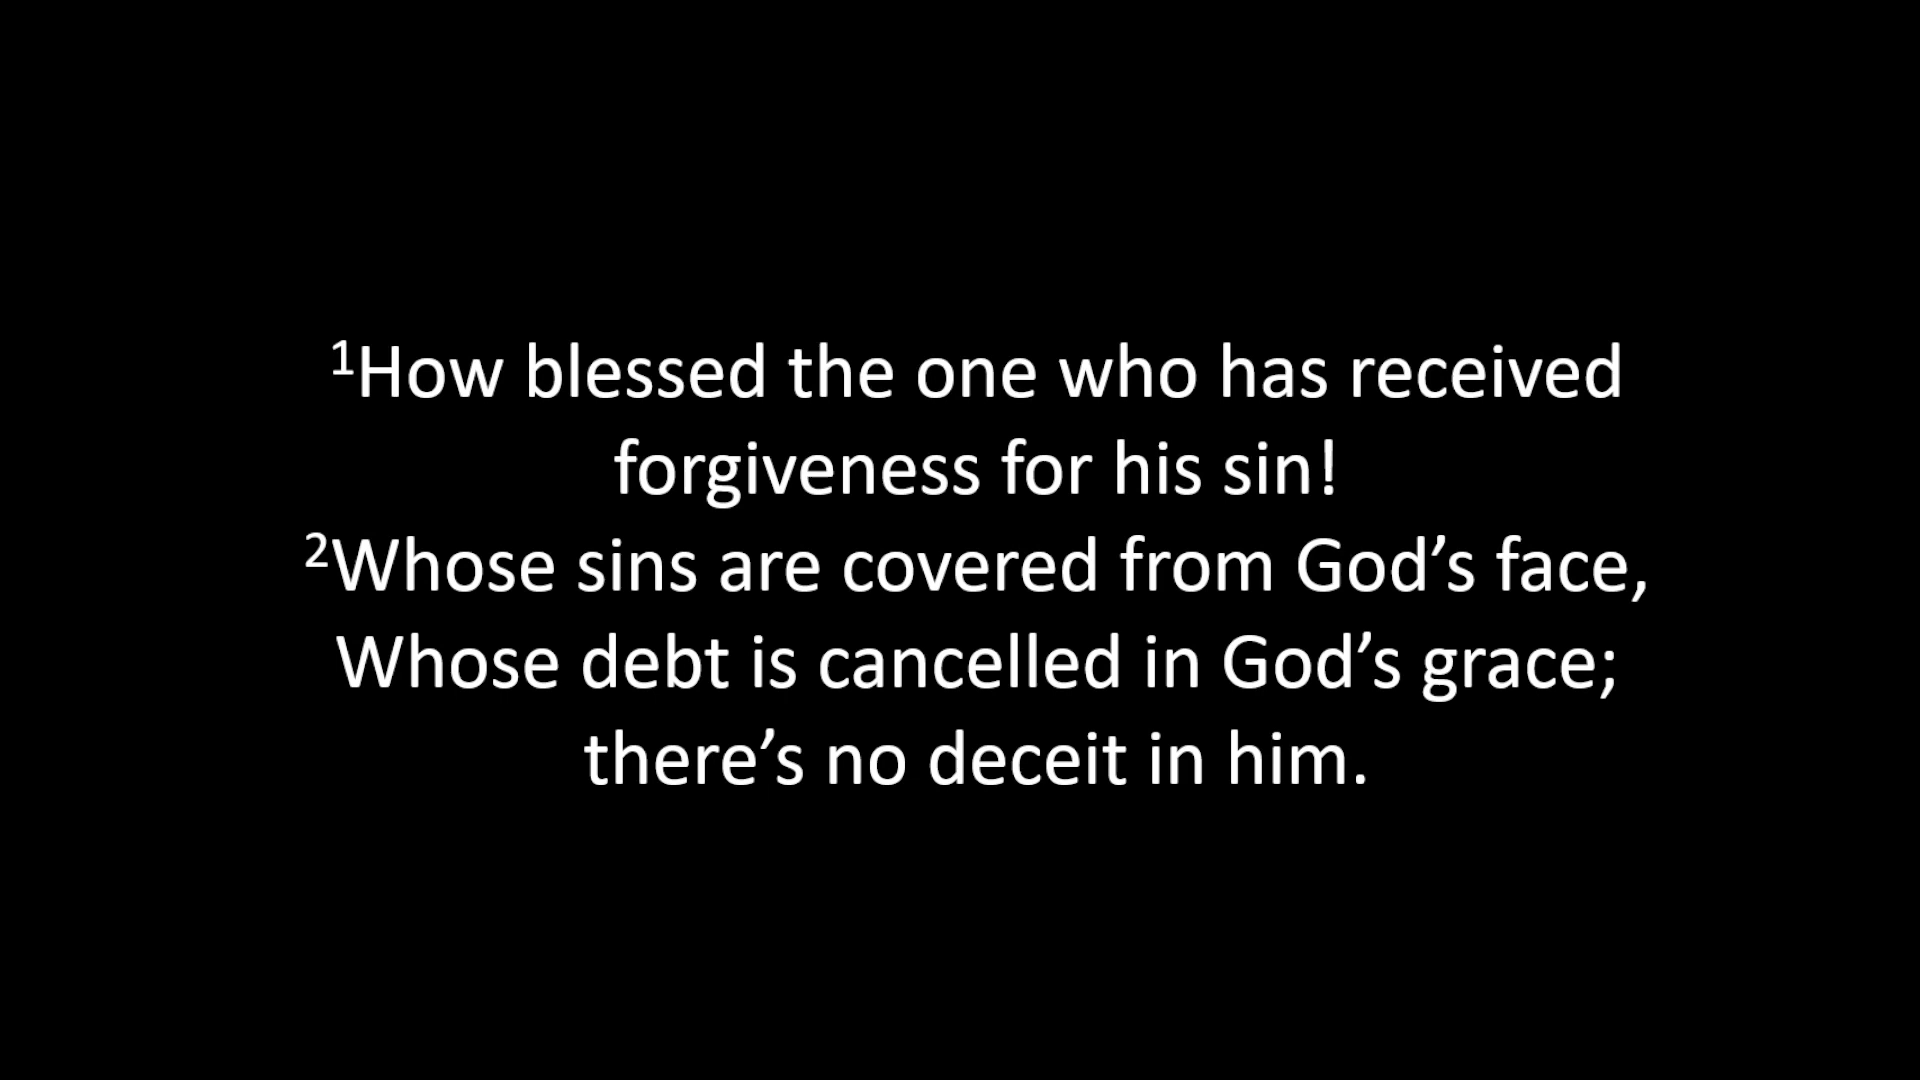 ¹How blessed the one who has received
forgiveness for his sin!
²Whose sins are covered from God’s face,
Whose debt is cancelled in God’s grace;
there’s no deceit in him.